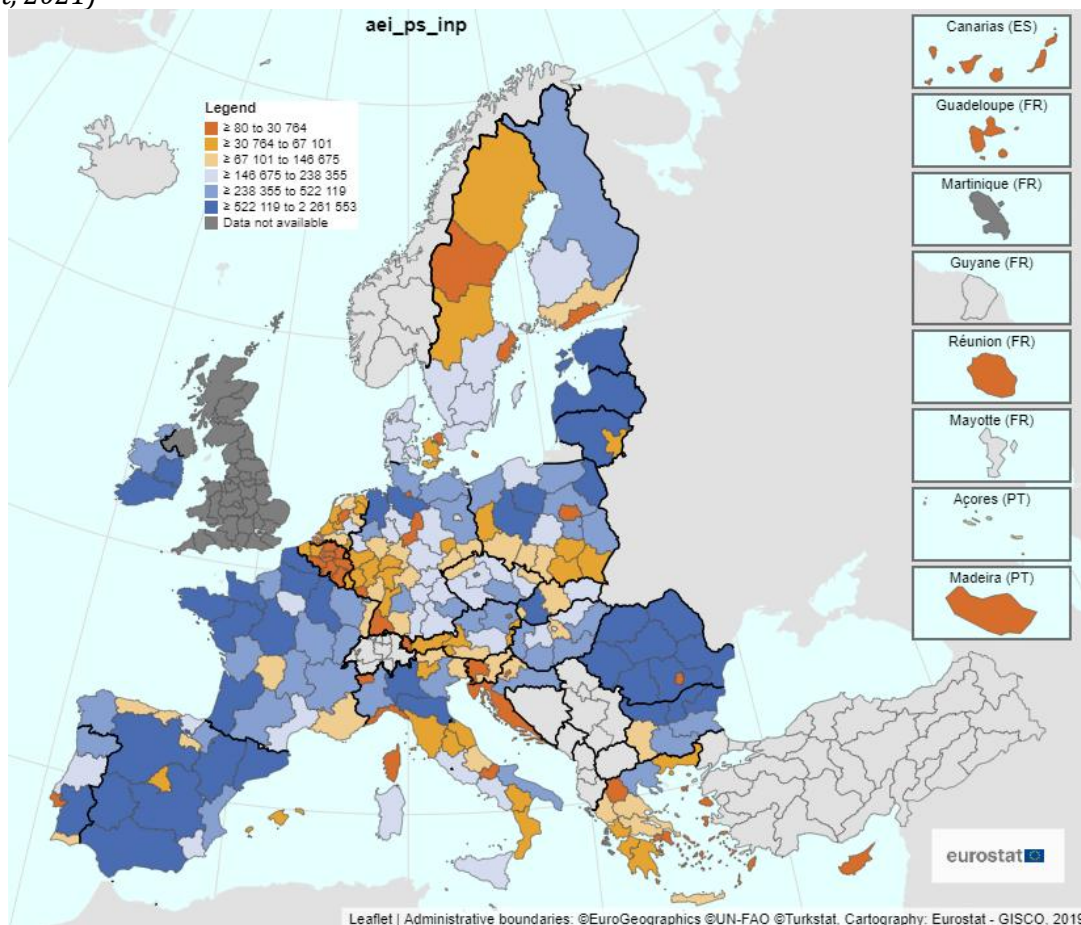 t, 2021)
aei_ps_inp
Legend
≥ 80 to 30 764
≥ 30 764 to 67 101
≥ 67 101 to 146 675
≥ 146 675 to 238 355
≥ 238 355 to 522 119
≥ 522 119 to 2 261 553
Data not available
Canarias (ES)
Guadeloupe (FR)
Martinique (FR)
Guyane (FR)
Réunion (FR)
Mayotte (FR)
Açores (PT)
Madeira (PT)
eurostat
Leaflet | Administrative boundaries: ©EuroGeographics ©UN-FAO ©Turkstat, Cartography: Eurostat - GISCO, 2019